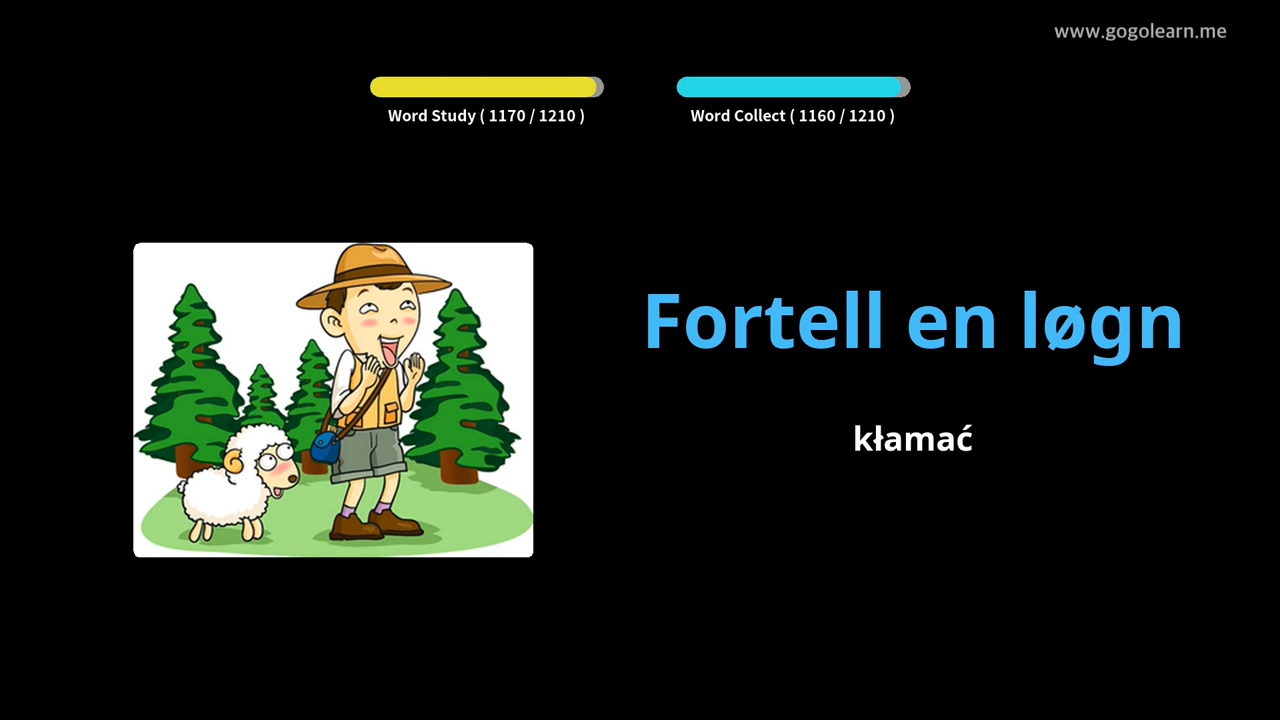 www.gogolearn.me
Word Study ( 1170 / 1210 )
Word Collect ( 1160 / 1210 )
Fortell en løgn
kłamać